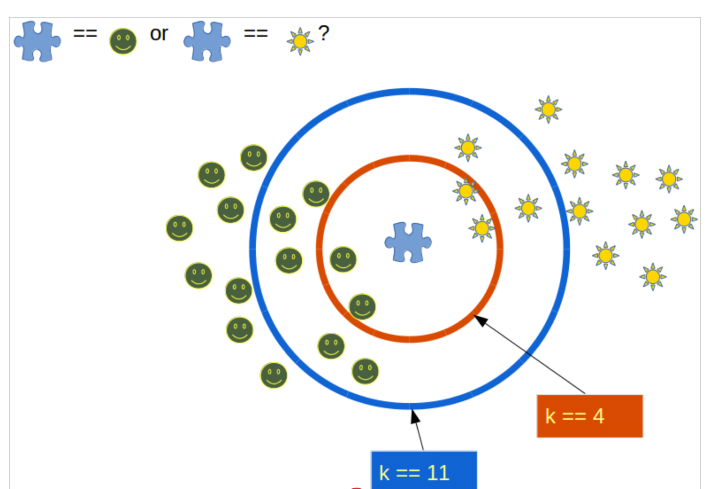 == or == ?
k == 4
k == 11